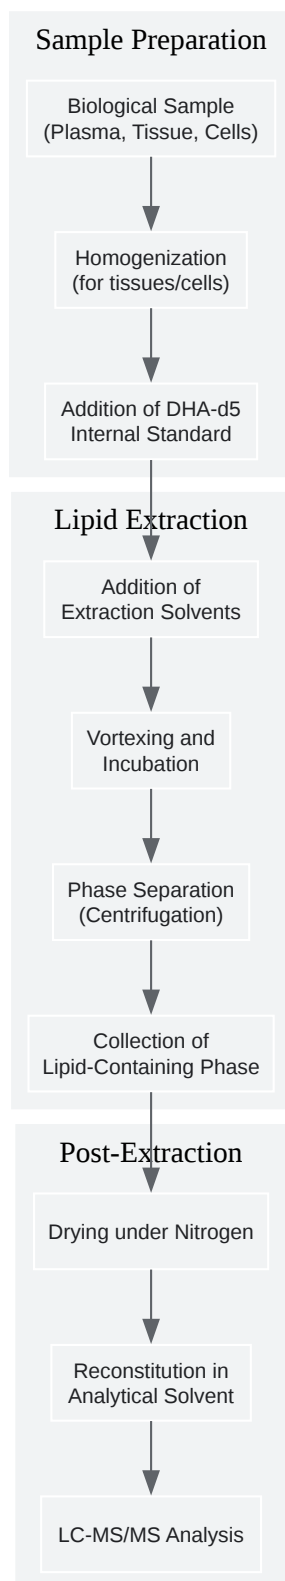 Sample Preparation
Biological Sample
(Plasma, Tissue, Cells)
Homogenization
(for tissues/cells)
Addition of DHA-d5
Internal Standard
Lipid Extraction
Addition of
Extraction Solvents
Vortexing and
Incubation
Phase Separation
(Centrifugation)
Collection of
Lipid-Containing Phase
Post-Extraction
Drying under Nitrogen
Reconstitution in
Analytical Solvent
LC-MS/MS Analysis